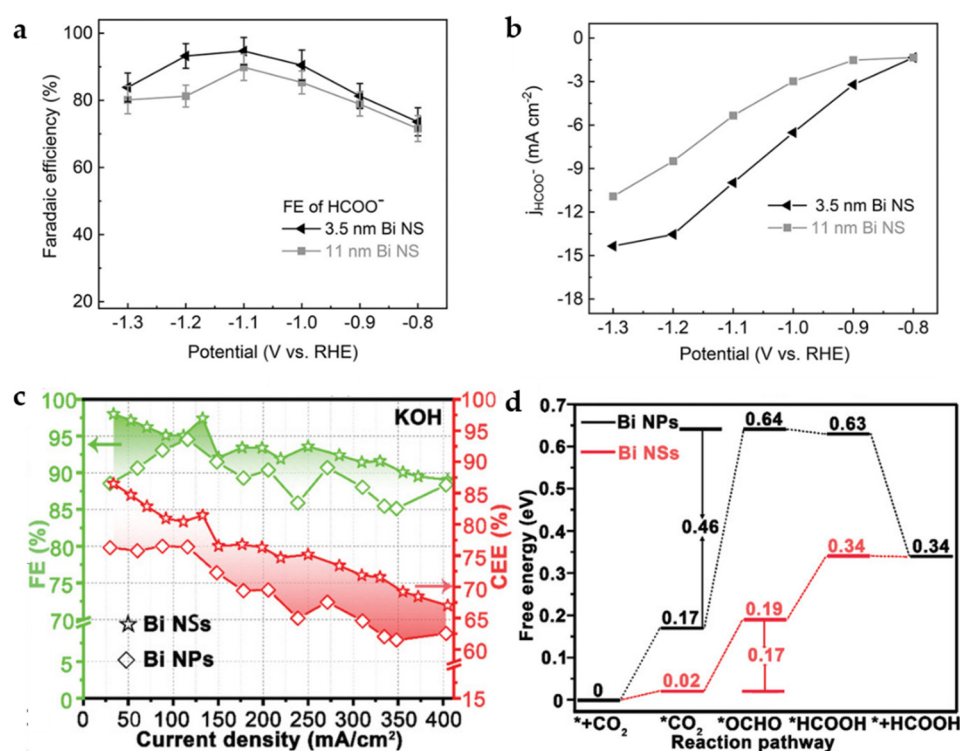 a
100
80
60
40
20
Faradaic efficiency (%)
FE of HCOO⁻
3.5 nm Bi NS
11 nm Bi NS
-1.3 -1.2 -1.1 -1.0 -0.9 -0.8
Potential (V vs. RHE)
b
0
-3
-6
-9
-12
-15
-18
jHCOO⁻ (mA cm⁻²)
3.5 nm Bi NS
11 nm Bi NS
-1.3 -1.2 -1.1 -1.0 -0.9 -0.8
Potential (V vs. RHE)
c
KOH
100
95
90
85
80
75
70
5
0
FE (%)
100
95
90
85
80
75
70
65
60
15
CEE (%)
Bi NSs
Bi NPs
0 50 100 150 200 250 300 350 400
Current density (mA/cm²)
d
0.7
0.6
0.5
0.4
0.3
0.2
0.1
0
Free energy (eV)
Bi NPs
Bi NSs
0.64
0.63
0.46
0.34
0.34
0.17
0.19
0.17
0.02
0
*+CO₂ *CO₂ *OCHO *HCOOH *+HCOOH
Reaction pathway